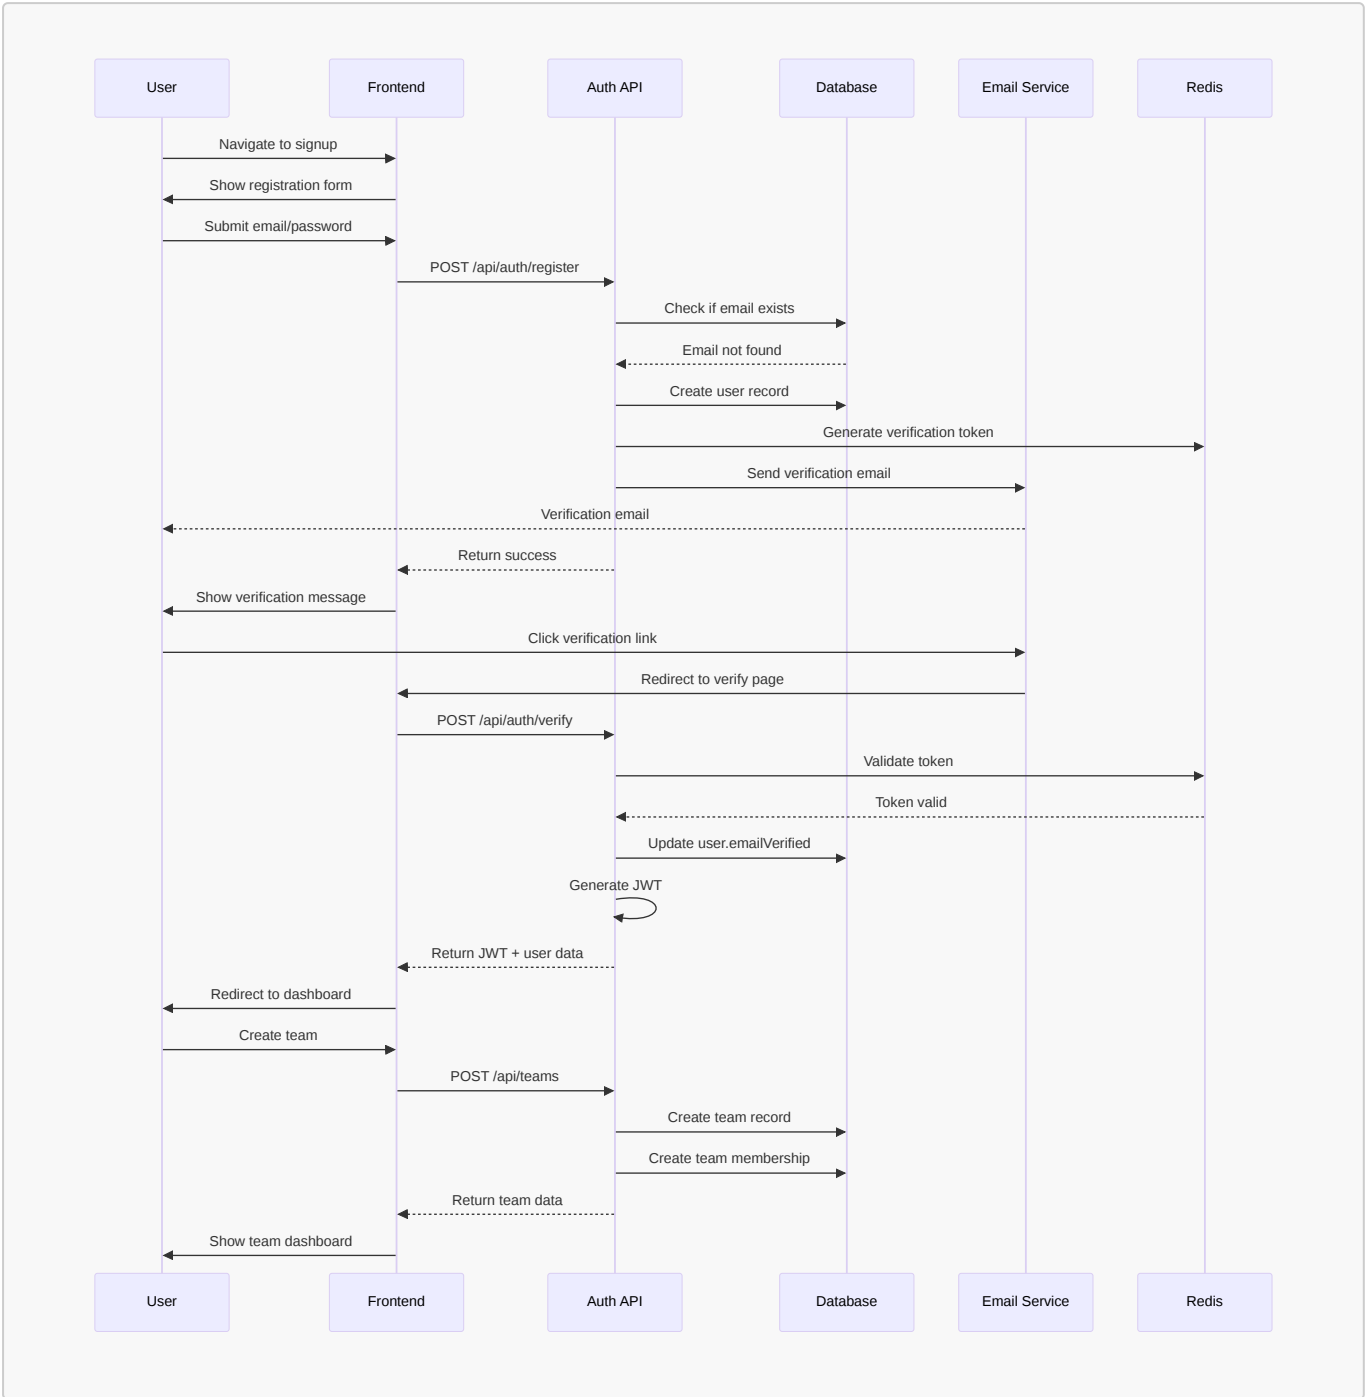 User
Frontend
Auth API
Database
Email Service
Redis
Navigate to signup
Show registration form
Submit email/password
POST /api/auth/register
Check if email exists
Email not found
Create user record
Generate verification token
Send verification email
Verification email
Return success
Show verification message
Click verification link
Redirect to verify page
POST /api/auth/verify
Validate token
Token valid
Update user.emailVerified
Generate JWT
Return JWT + user data
Redirect to dashboard
Create team
POST /api/teams
Create team record
Create team membership
Return team data
Show team dashboard
User
Frontend
Auth API
Database
Email Service
Redis